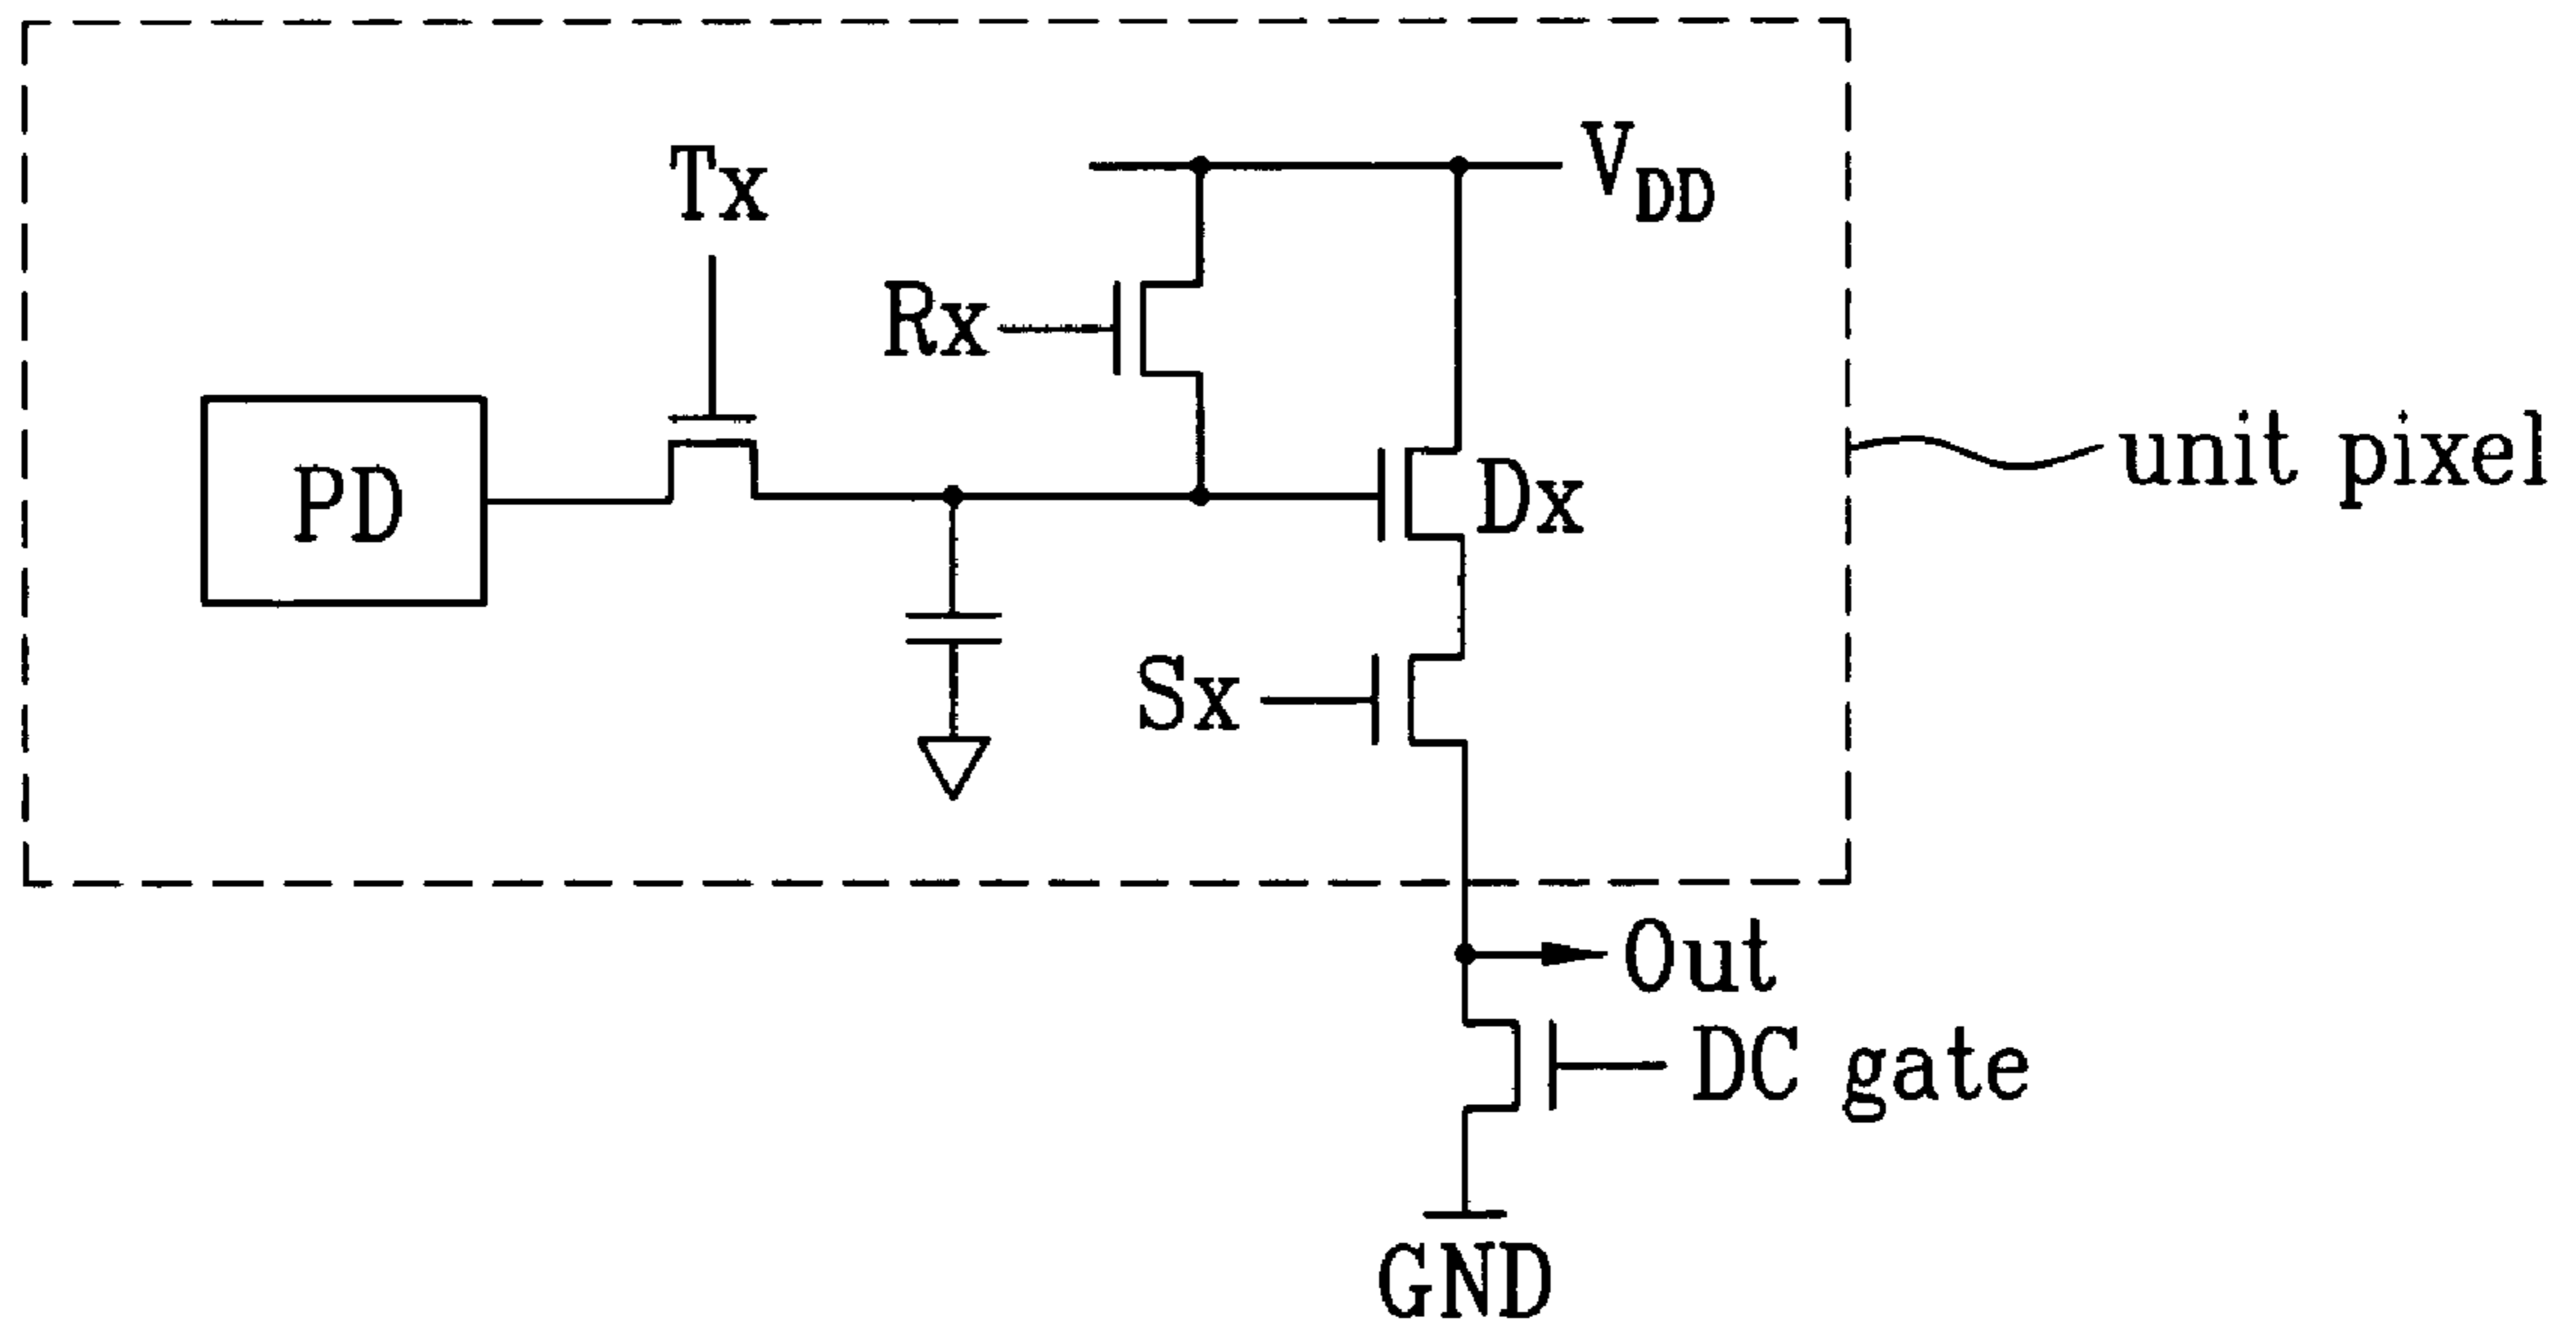 Tx
V_DD
Rx
PD
Dx
unit pixel
Sx
Out
DC gate
GND